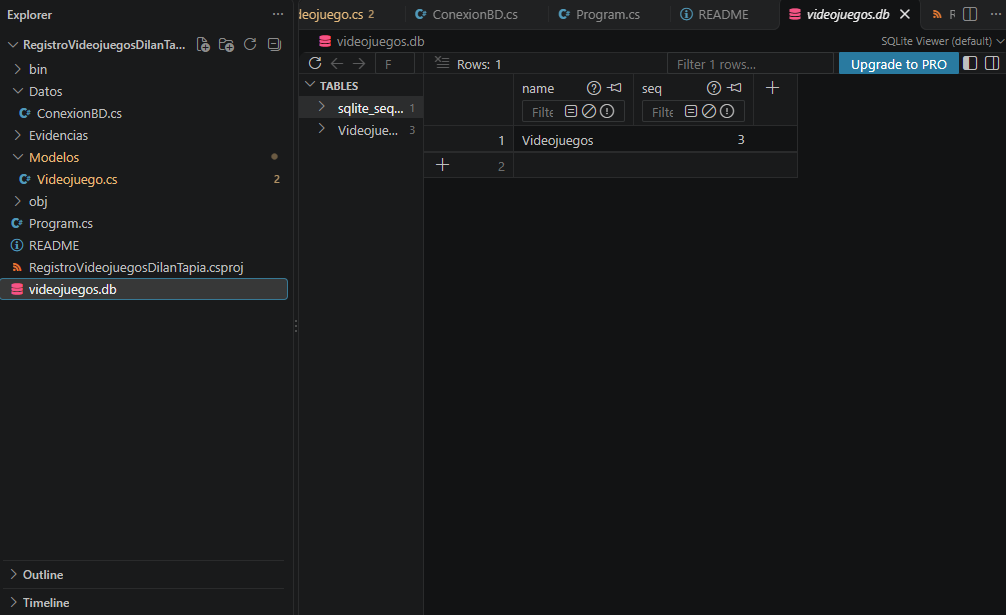 Explorer
RegistroVideojuegosDilanTa...
bin
Datos
ConexionBD.cs
Evidencias
Modelos
Videojuego.cs 2
obj
Program.cs
README
RegistroVideojuegosDilanTapia.csproj
videojuegos.db
Outline
Timeline
deojuego.cs 2 ConexionBD.cs Program.cs README videojuegos.db R
videojuegos.db SQLite Viewer (default)
F Rows: 1 Filter 1 rows... Upgrade to PRO
TABLES
sqlite_seq... 1
Videojue... 3
name seq
Filte Filte
1 Videojuegos 3
2